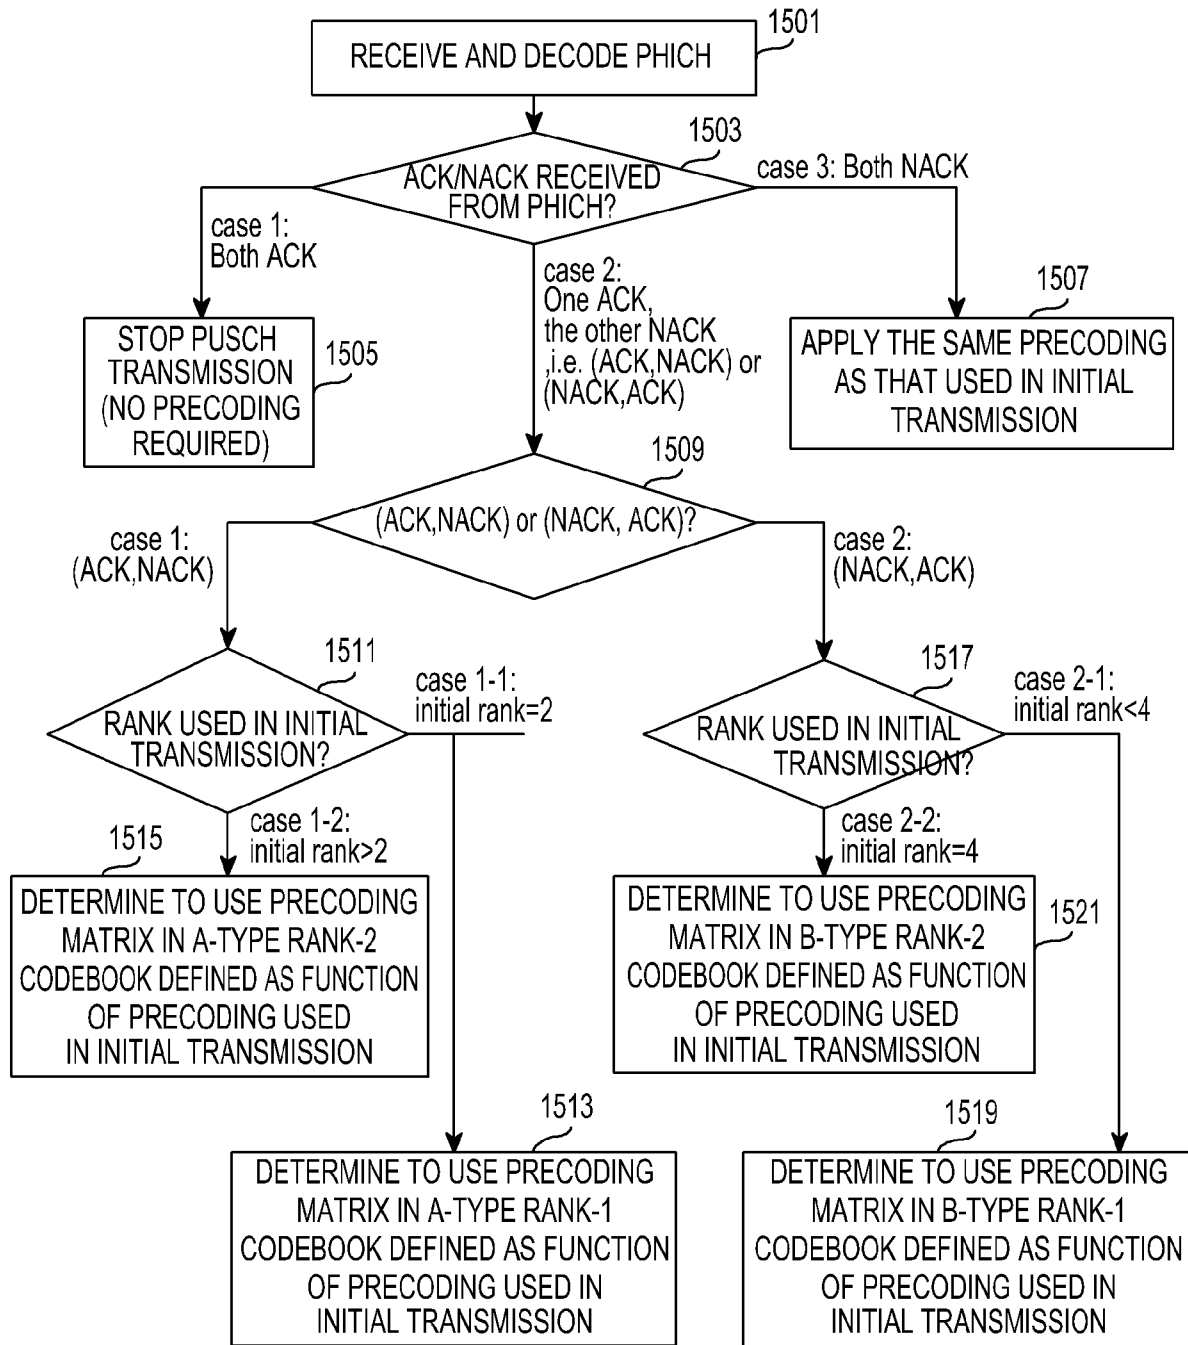 1501
RECEIVE AND DECODE PHICH
1503
ACK/NACK RECEIVED
FROM PHICH?
case 3: Both NACK
case 1:
Both ACK
case 2:
One ACK,
the other NACK
,i.e. (ACK,NACK) or
(NACK,ACK)
1507
STOP PUSCH
TRANSMISSION
(NO PRECODING
REQUIRED)
1505
APPLY THE SAME PRECODING
AS THAT USED IN INITIAL
TRANSMISSION
1509
(ACK,NACK) or (NACK, ACK)?
case 1:
(ACK,NACK)
case 2:
(NACK,ACK)
1511
case 1-1:
initial rank=2
RANK USED IN INITIAL
TRANSMISSION?
1517
case 2-1:
initial rank<4
RANK USED IN INITIAL
TRANSMISSION?
1515
case 1-2:
initial rank>2
case 2-2:
initial rank=4
DETERMINE TO USE PRECODING
MATRIX IN A-TYPE RANK-2
CODEBOOK DEFINED AS FUNCTION
OF PRECODING USED
IN INITIAL TRANSMISSION
DETERMINE TO USE PRECODING
MATRIX IN B-TYPE RANK-2
CODEBOOK DEFINED AS FUNCTION
OF PRECODING USED
IN INITIAL TRANSMISSION
1521
1513
DETERMINE TO USE PRECODING
MATRIX IN A-TYPE RANK-1
CODEBOOK DEFINED AS FUNCTION
OF PRECODING USED IN
INITIAL TRANSMISSION
1519
DETERMINE TO USE PRECODING
MATRIX IN B-TYPE RANK-1
CODEBOOK DEFINED AS FUNCTION
OF PRECODING USED IN
INITIAL TRANSMISSION